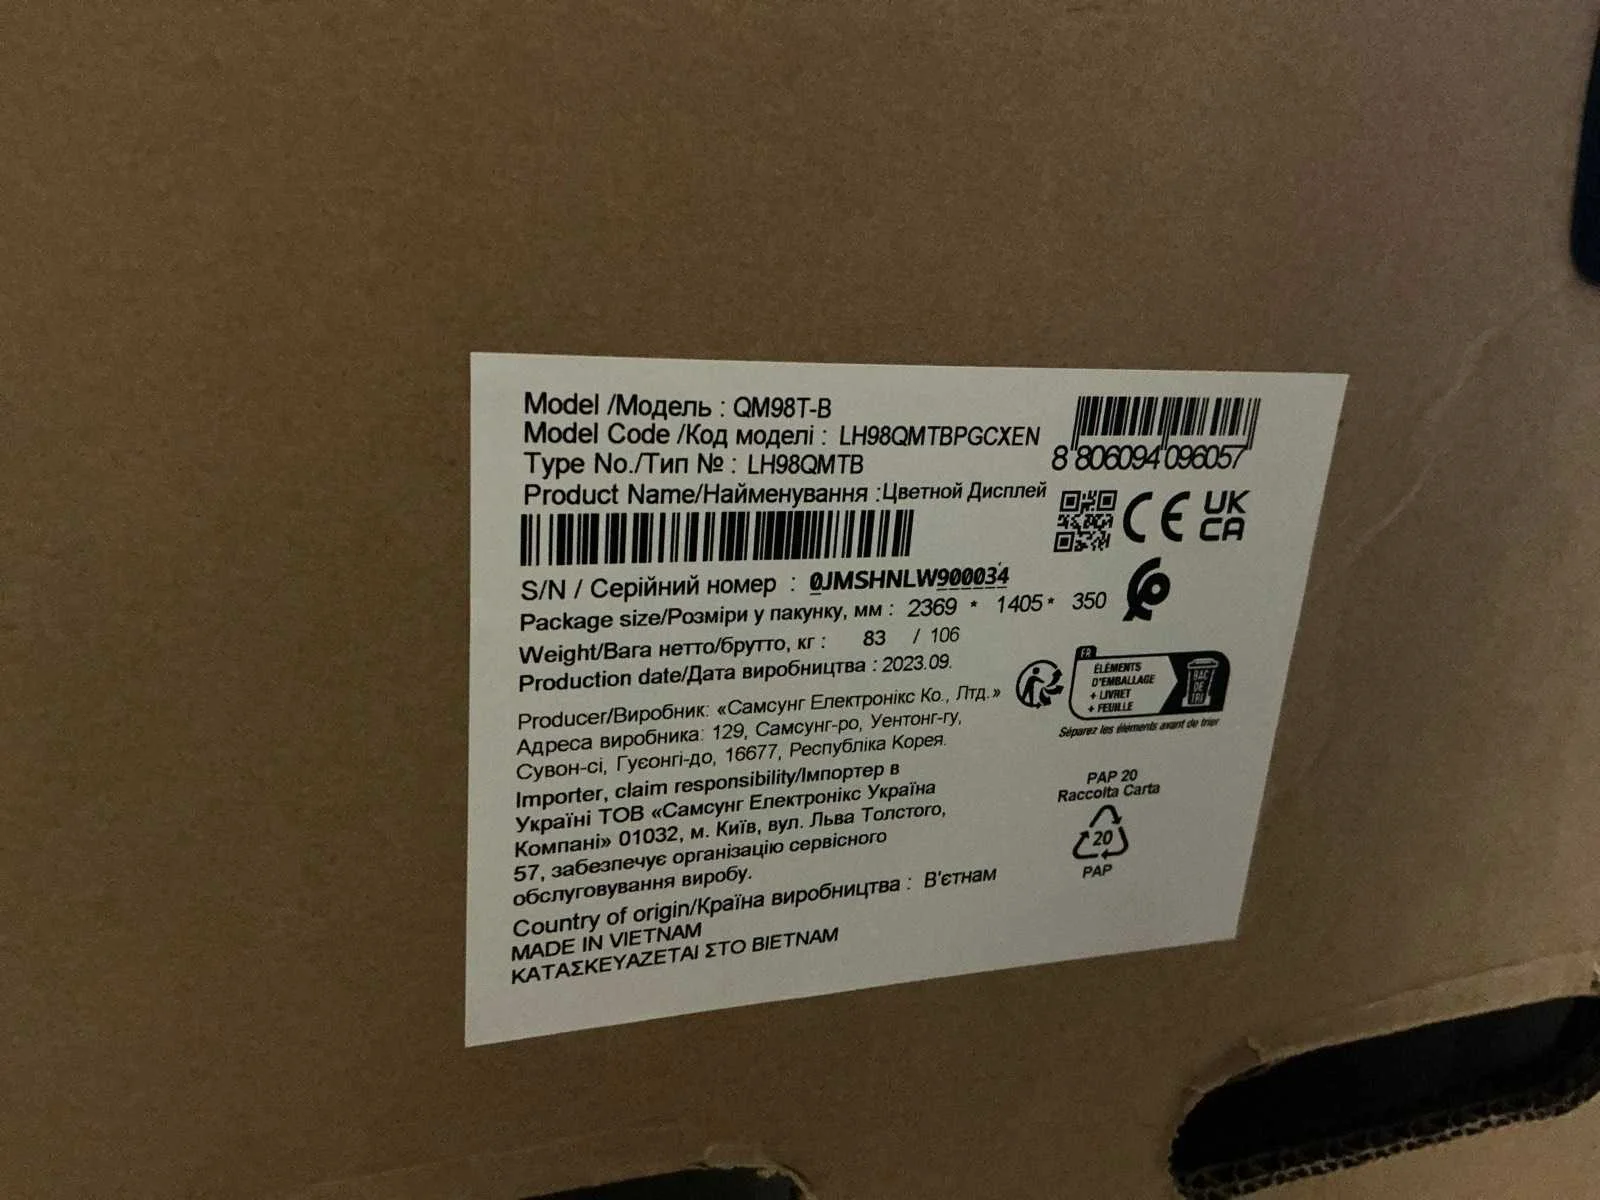 Model /Модель : QM98T-B
Model Code /Код моделі : LH98QMTBPGCXEN
Type No./Тип № : LH98QMTB
Product Name/Найменування :Цветной Дисплей
8 806094 096057
CE UK CA
S/N / Серійний номер : 0JMSHNLW900034
Package size/Розміри у пакунку, мм : 2369 * 1405 * 350
Weight/Вага нетто/брутто, кг : 83 / 106
Production date/Дата виробництва : 2023.09.
Producer/Виробник: «Самсунг Електронікс Ко., Лтд.»
Адреса виробника: 129, Самсунг-ро, Уентонг-гу,
Сувон-сі, Гуєонгі-до, 16677, Республіка Корея.
Importer, claim responsibility/Імпортер в
Україні ТОВ «Самсунг Електронікс Україна
Компані» 01032, м. Київ, вул. Льва Толстого,
57, забезпечує організацію сервісного
обслуговування виробу.
Country of origin/Країна виробництва : В'єтнам
MADE IN VIETNAM
ΚΑΤΑΣΚΕΥΑΖΕΤΑΙ ΣΤΟ ΒΙΕΤΝΑΜ
FR
ÉLÉMENTS
D'EMBALLAGE
+ LIVRET
+ FEUILLE
BAC
DE
TRI
Séparez les éléments avant de trier
PAP 20
Raccolta Carta
20
PAP